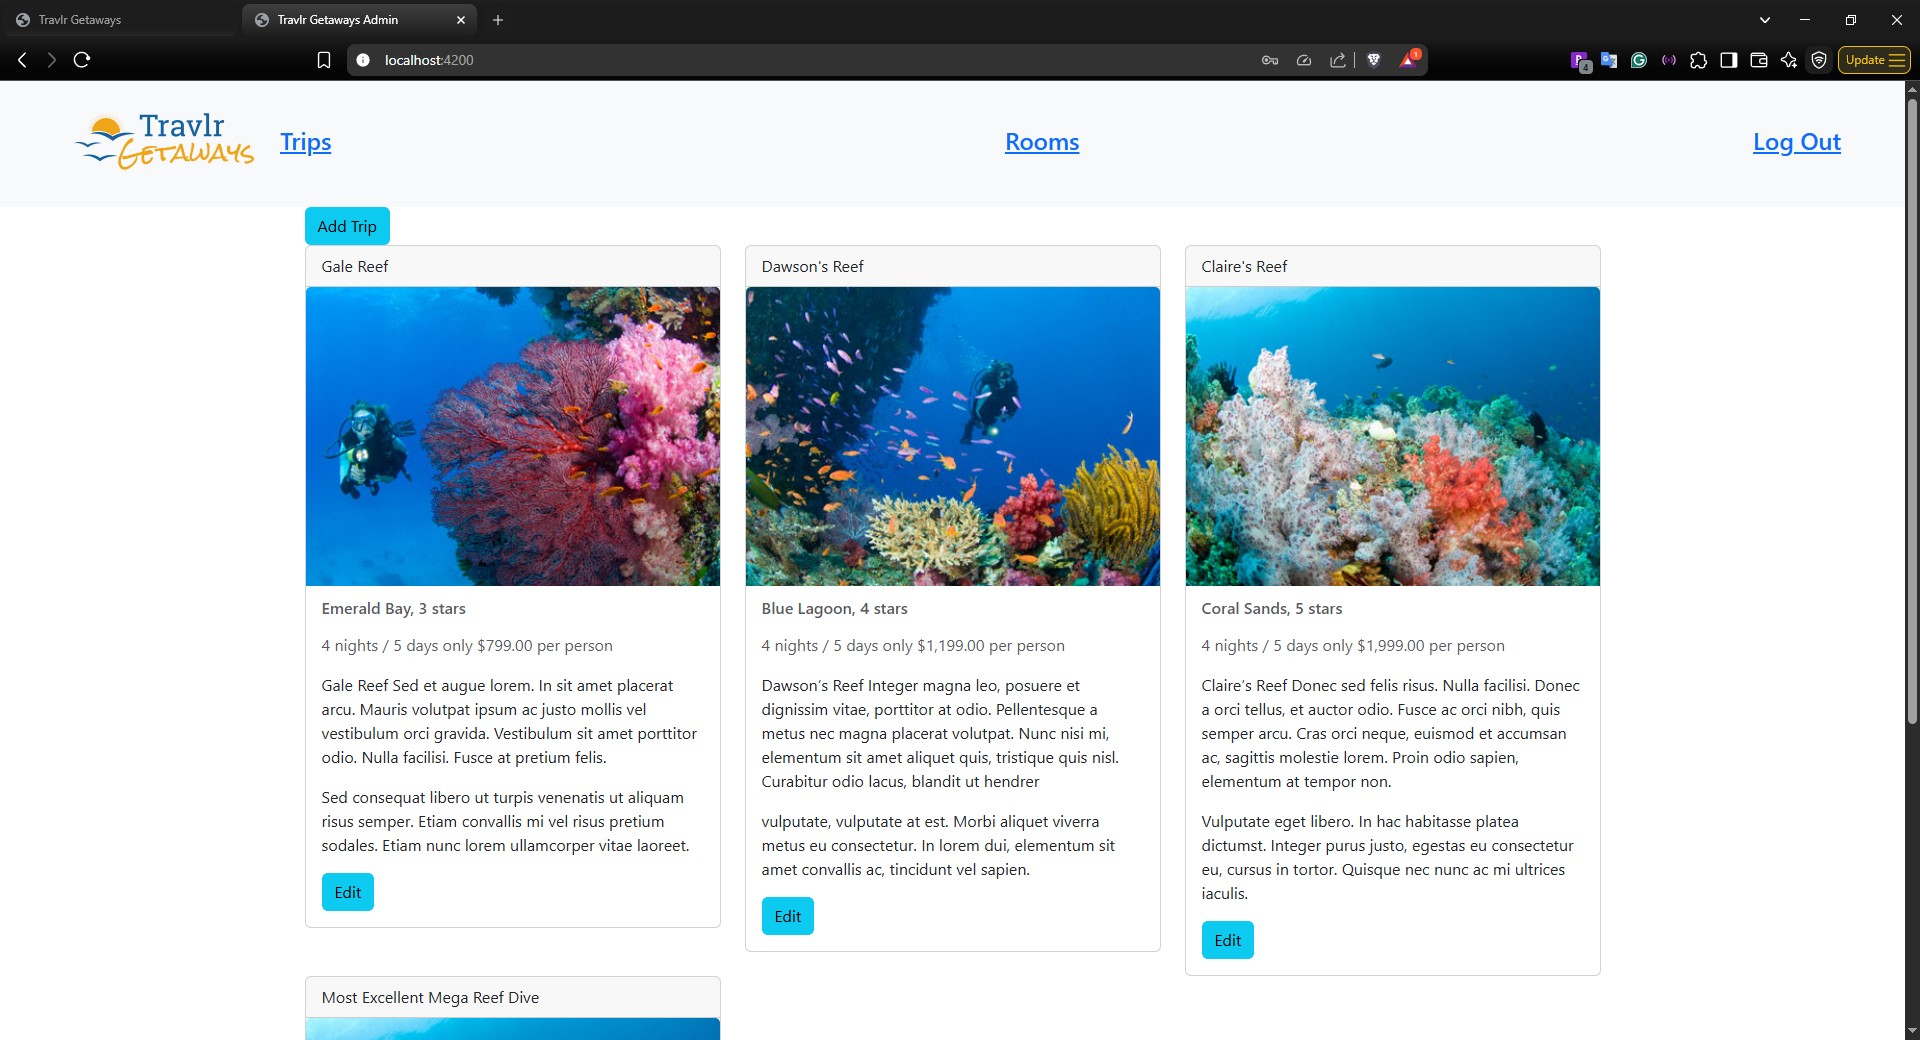 Travlr Getaways
Travlr Getaways Admin
localhost:4200
1
4
Update
Travlr
GETAWAYS
Trips
Rooms
Log Out
Add Trip
Gale Reef
Emerald Bay, 3 stars
4 nights / 5 days only $799.00 per person
Gale Reef Sed et augue lorem. In sit amet placerat
arcu. Mauris volutpat ipsum ac justo mollis vel
vestibulum orci gravida. Vestibulum sit amet porttitor
odio. Nulla facilisi. Fusce at pretium felis.
Sed consequat libero ut turpis venenatis ut aliquam
risus semper. Etiam convallis mi vel risus pretium
sodales. Etiam nunc lorem ullamcorper vitae laoreet.
Edit
Dawson's Reef
Blue Lagoon, 4 stars
4 nights / 5 days only $1,199.00 per person
Dawson’s Reef Integer magna leo, posuere et
dignissim vitae, porttitor at odio. Pellentesque a
metus nec magna placerat volutpat. Nunc nisi mi,
elementum sit amet aliquet quis, tristique quis nisl.
Curabitur odio lacus, blandit ut hendrer
vulputate, vulputate at est. Morbi aliquet viverra
metus eu consectetur. In lorem dui, elementum sit
amet convallis ac, tincidunt vel sapien.
Edit
Claire's Reef
Coral Sands, 5 stars
4 nights / 5 days only $1,999.00 per person
Claire’s Reef Donec sed felis risus. Nulla facilisi. Donec
a orci tellus, et auctor odio. Fusce ac orci nibh, quis
semper arcu. Cras orci neque, euismod et accumsan
ac, sagittis molestie lorem. Proin odio sapien,
elementum at tempor non.
Vulputate eget libero. In hac habitasse platea
dictumst. Integer purus justo, egestas eu consectetur
eu, cursus in tortor. Quisque nec nunc ac mi ultrices
iaculis.
Edit
Most Excellent Mega Reef Dive